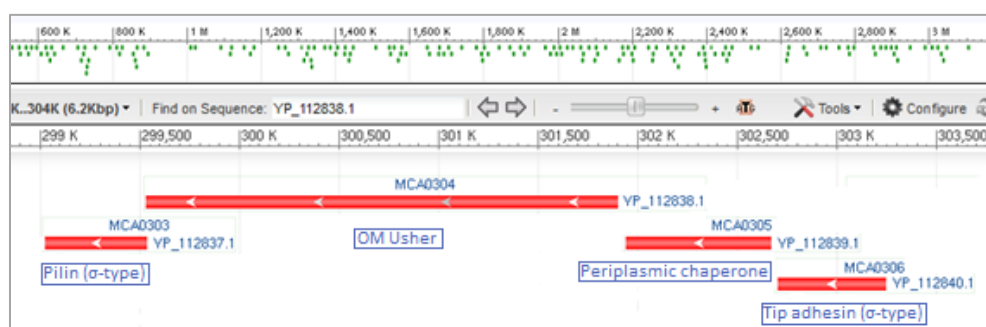 600 K 800 K 1 M 1,200 K 1,400 K 1,600 K 1,800 K 2 M 2,200 K 2,400 K 2,600 K 2,800 K 3 M
K..304K (6.2Kbp) Find on Sequence: YP_112838.1 - + ATG Tools Configure
299 K 299,500 300 K 300,500 301 K 301,500 302 K 302,500 303 K 303,500
MCA0304
YP_112838.1
MCA0303 MCA0305
YP_112837.1 OM Usher YP_112839.1
Pilin (σ-type) Periplasmic chaperone MCA0306
YP_112840.1
Tip adhesin (σ-type)